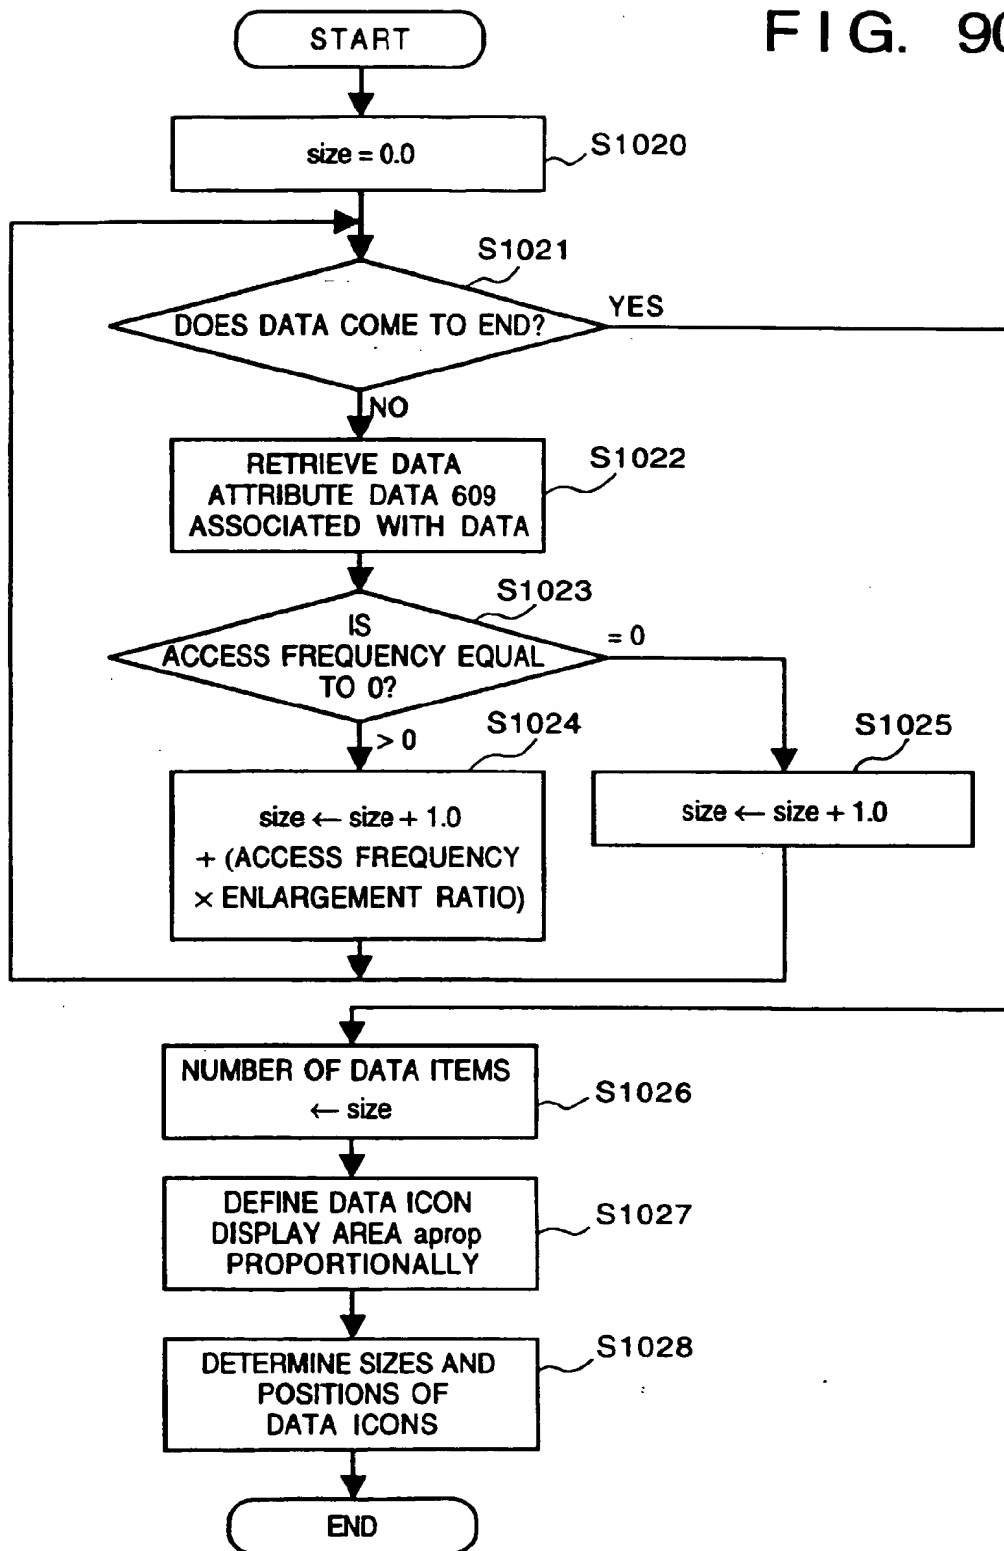 FIG. 90
START
size = 0.0
S1020
S1021
DOES DATA COME TO END?
YES
NO
RETRIEVE DATA
ATTRIBUTE DATA 609
ASSOCIATED WITH DATA
S1022
S1023
IS
ACCESS FREQUENCY EQUAL
TO 0?
= 0
> 0
S1024
size ← size + 1.0
+ (ACCESS FREQUENCY
× ENLARGEMENT RATIO)
S1025
size ← size + 1.0
NUMBER OF DATA ITEMS
← size
S1026
DEFINE DATA ICON
DISPLAY AREA aprop
PROPORTIONALLY
S1027
DETERMINE SIZES AND
POSITIONS OF
DATA ICONS
S1028
END